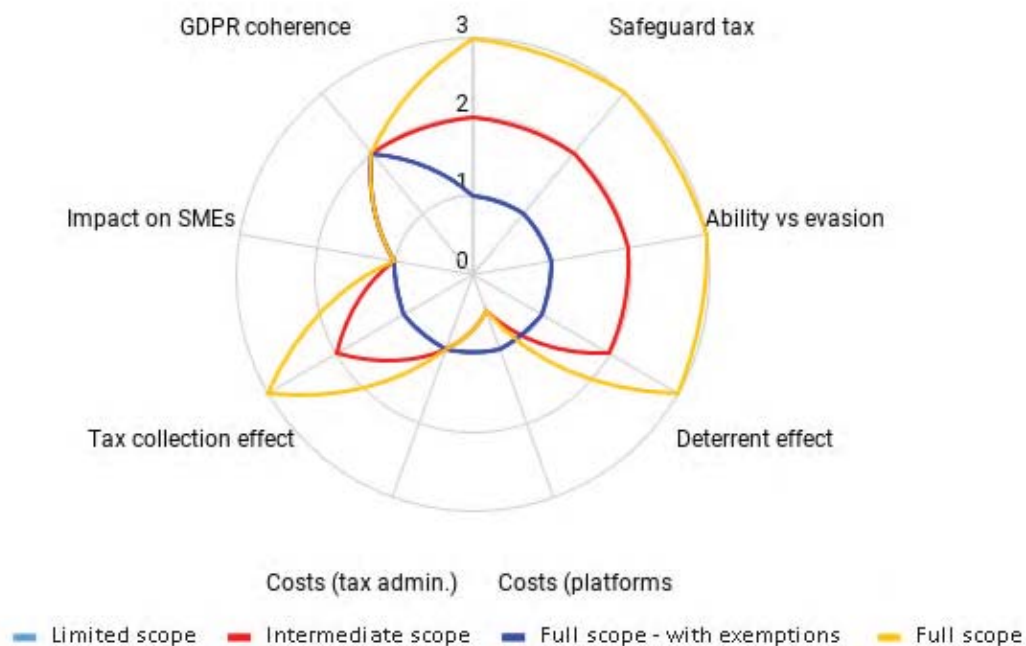 GDPR coherence
3
Safeguard tax
2
1
Impact on SMEs
Ability vs evasion
0
Tax collection effect
Deterrent effect
Costs (tax admin.)
Costs (platforms
Limited scope
Intermediate scope
Full scope - with exemptions
Full scope